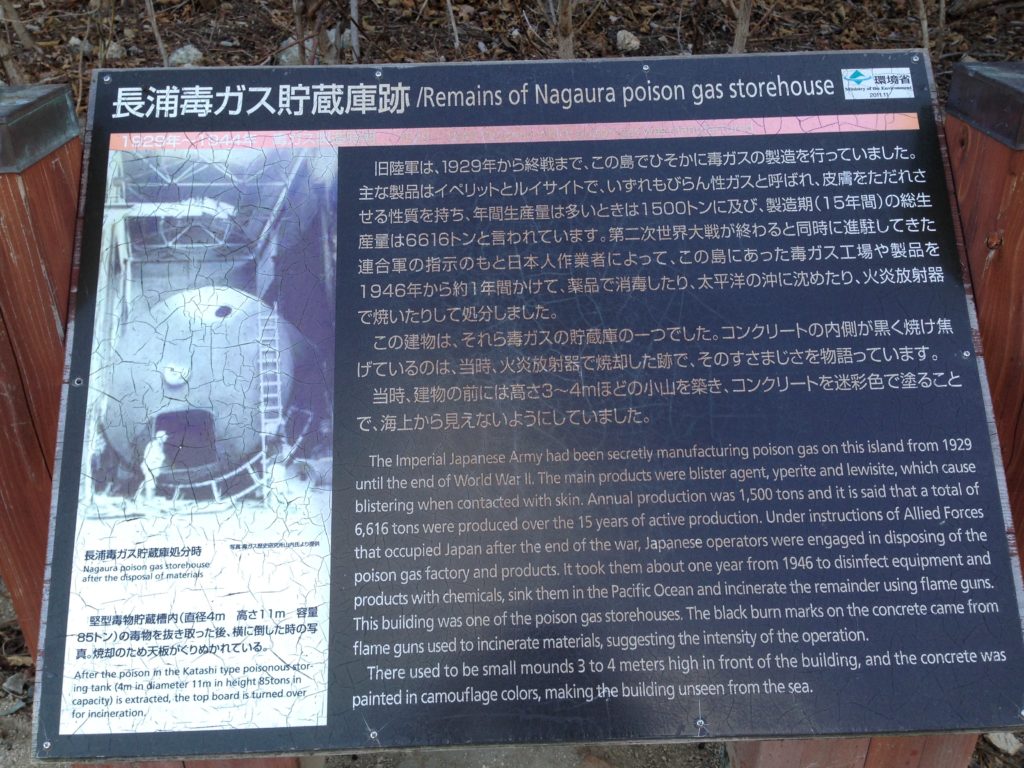 長浦毒ガス貯蔵庫跡 /Remains of Nagaura poison gas storehouse
環境省
Ministry of the Environment
2011.11
1929年 1944年
旧陸軍は、1929年から終戦まで、この島でひそかに毒ガスの製造を行っていました。
主な製品はイペリットとルイサイトで、いずれもびらん性ガスと呼ばれ、皮膚をただれさ
せる性質を持ち、年間生産量は多いときは1500トンに及び、製造期(15年間)の総生
産量は6616トンと言われています。第二次世界大戦が終わると同時に進駐してきた
連合軍の指示のもと日本人作業者によって、この島にあった毒ガス工場や製品を
1946年から約1年間かけて、薬品で消毒したり、太平洋の沖に沈めたり、火炎放射器
で焼いたりして処分しました。
この建物は、それら毒ガスの貯蔵庫の一つでした。コンクリートの内側が黒く焼け焦
げているのは、当時、火炎放射器で焼却した跡で、そのすさまじさを物語っています。
当時、建物の前には高さ3〜4mほどの小山を築き、コンクリートを迷彩色で塗ること
で、海上から見えないようにしていました。
The Imperial Japanese Army had been secretly manufacturing poison gas on this island from 1929
until the end of World War II. The main products were blister agent, yperite and lewisite, which cause
blistering when contacted with skin. Annual production was 1,500 tons and it is said that a total of
6,616 tons were produced over the 15 years of active production. Under instructions of Allied Forces
that occupied Japan after the end of the war, Japanese operators were engaged in disposing of the
poison gas factory and products. It took them about one year from 1946 to disinfect equipment and
products with chemicals, sink them in the Pacific Ocean and incinerate the remainder using flame guns.
This building was one of the poison gas storehouses. The black burn marks on the concrete came from
flame guns used to incinerate materials, suggesting the intensity of the operation.
There used to be small mounds 3 to 4 meters high in front of the building, and the concrete was
painted in camouflage colors, making the building unseen from the sea.
長浦毒ガス貯蔵庫処分時
写真:毒ガス歴史研究所山内氏より提供
Nagaura poison gas storehouse
after the disposal of materials
堅型毒物貯蔵槽内(直径4m 高さ11m 容量
85トン)の毒物を抜き取った後、横に倒した時の写
真。焼却のため天板がくりぬかれている。
After the poison in the Katashi type poisonous stor-
ing tank (4m in diameter 11m in height 85tons in
capacity) is extracted, the top board is turned over
for incineration.